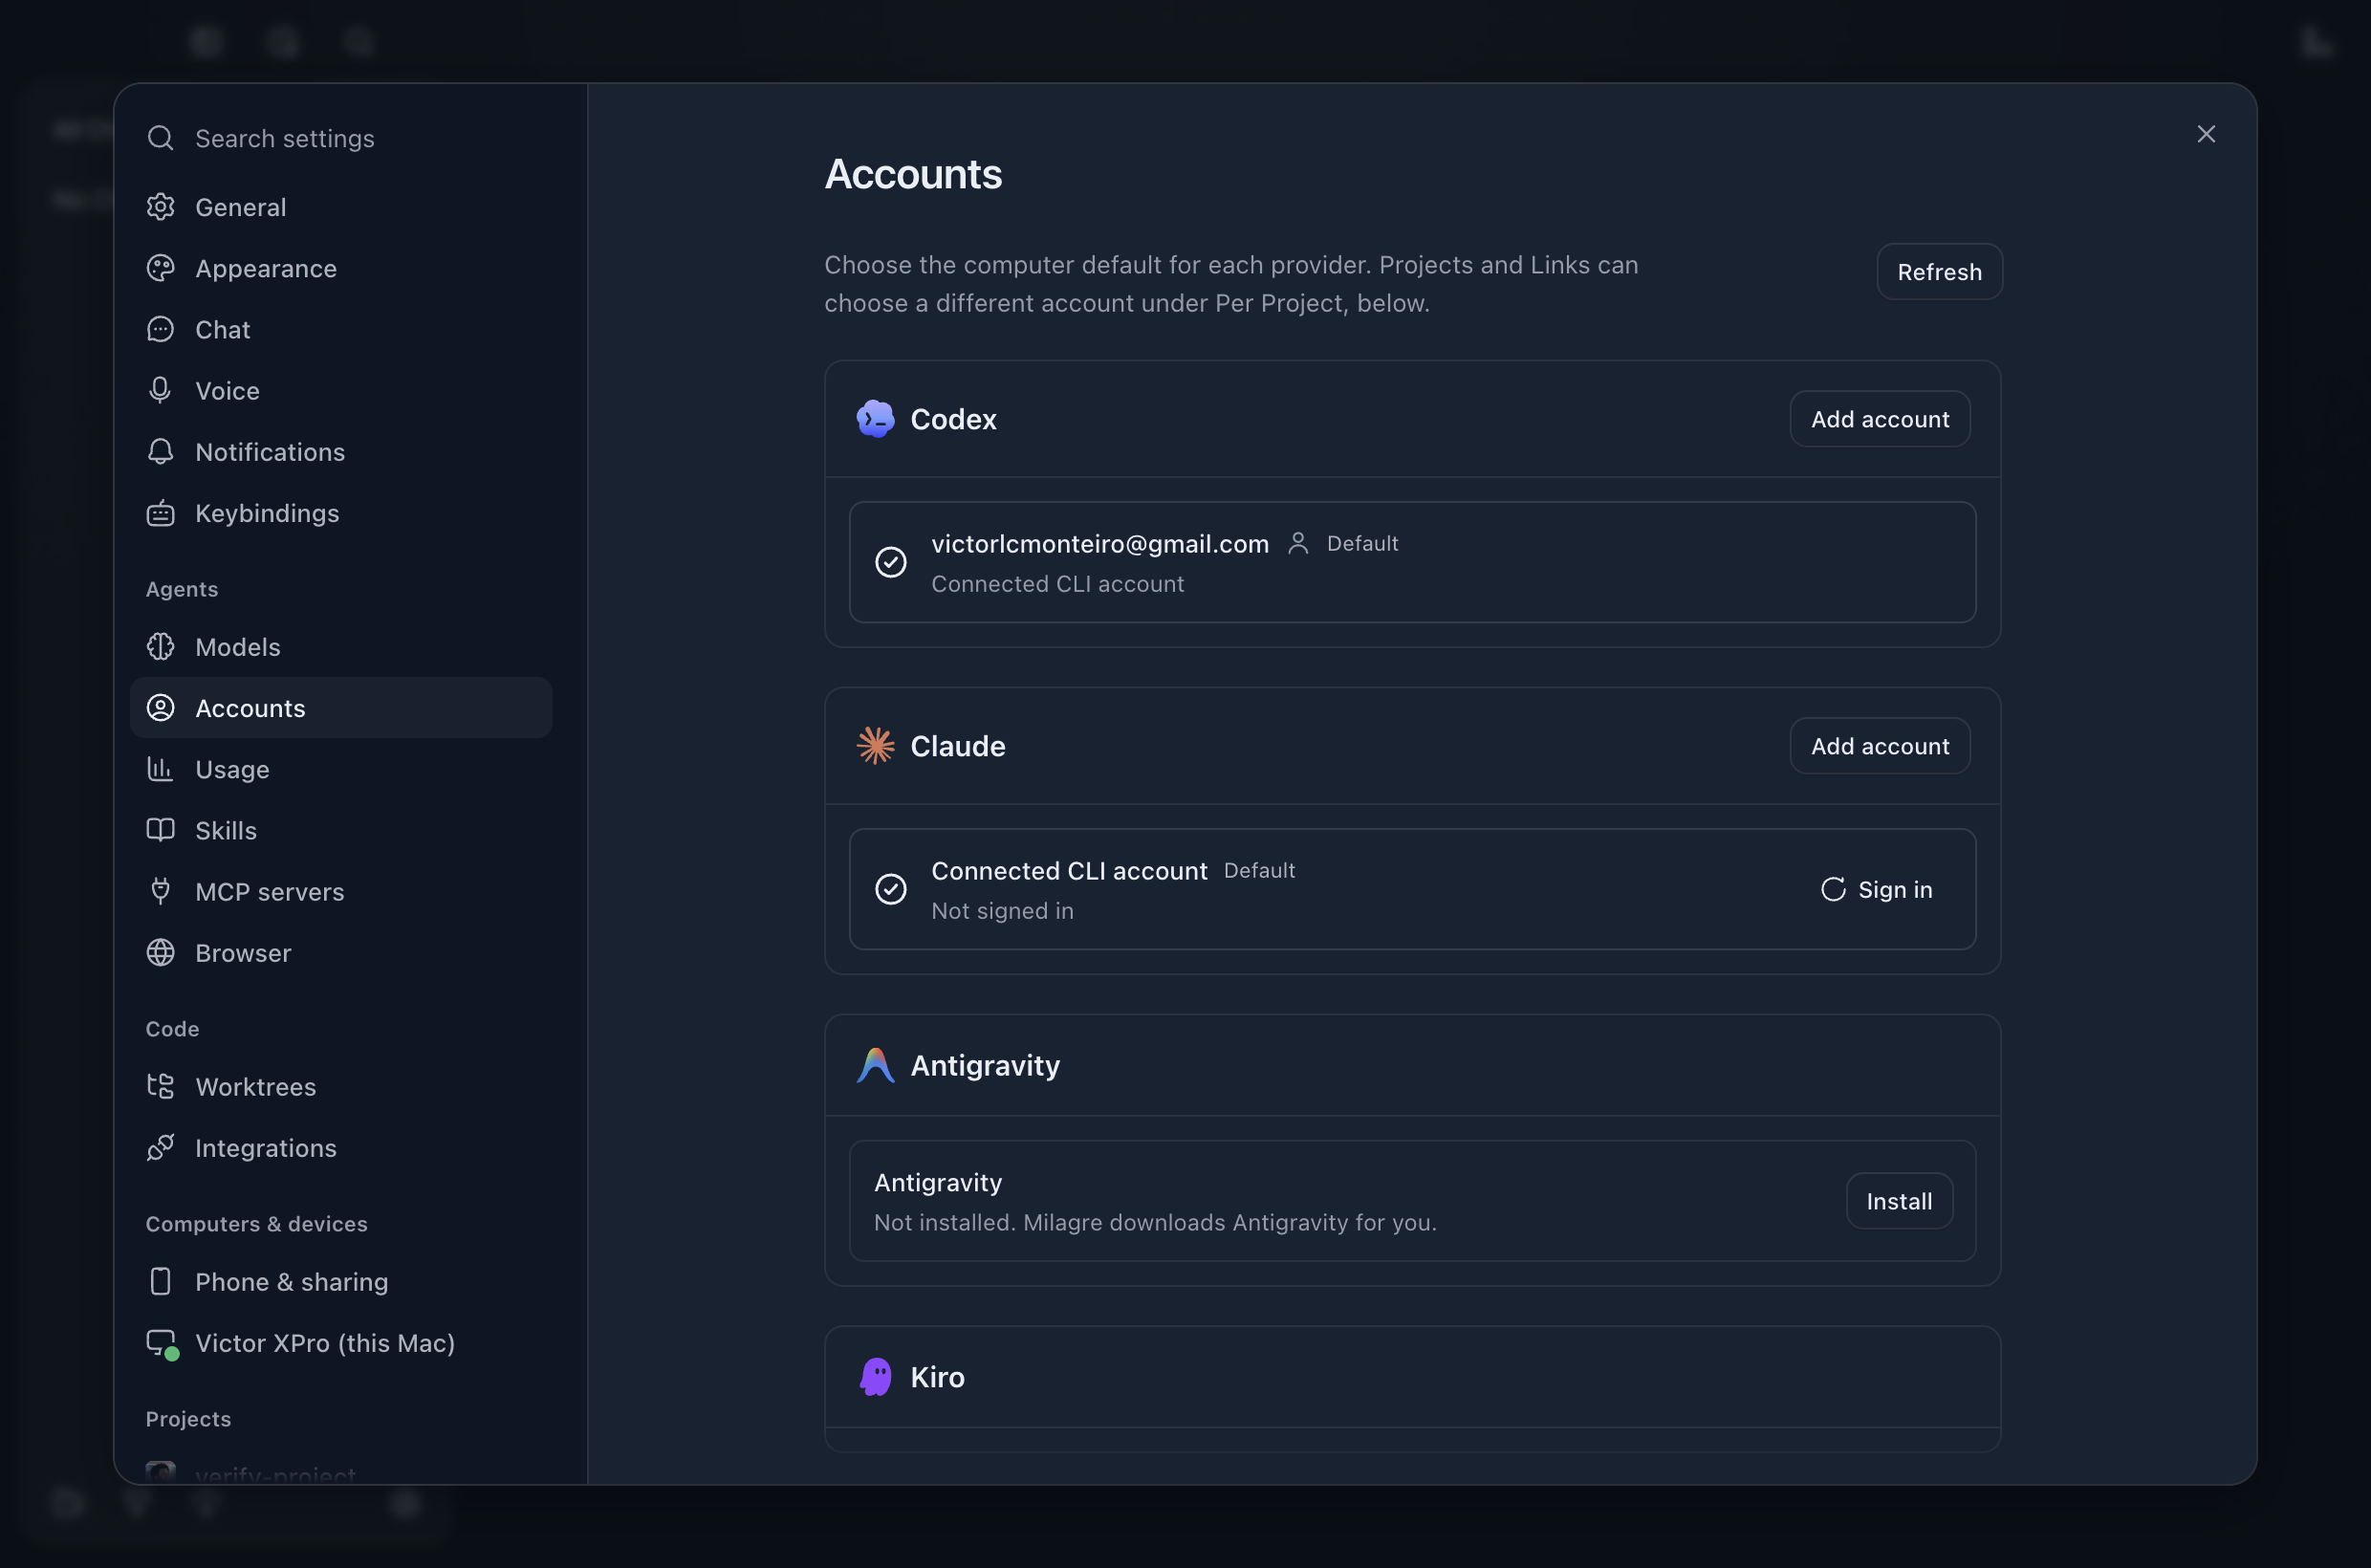 Search settings
General
Appearance
Chat
Voice
Notifications
Keybindings
Agents
Models
Accounts
Usage
Skills
MCP servers
Browser
Code
Worktrees
Integrations
Computers & devices
Phone & sharing
Victor XPro (this Mac)
Projects
verify-project
Accounts
Choose the computer default for each provider. Projects and Links can
choose a different account under Per Project, below.
Refresh
Codex
Add account
victorlcmonteiro@gmail.com Default
Connected CLI account
Claude
Add account
Connected CLI account Default
Not signed in
Sign in
Antigravity
Antigravity
Not installed. Milagre downloads Antigravity for you.
Install
Kiro